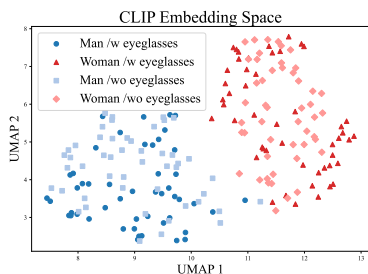 CLIP Embedding Space
8
7
6
5
4
3
UMAP 2
Man /w eyeglasses
Woman /w eyeglasses
Man /wo eyeglasses
Woman /wo eyeglasses
8 9 10 11 12 13
UMAP 1